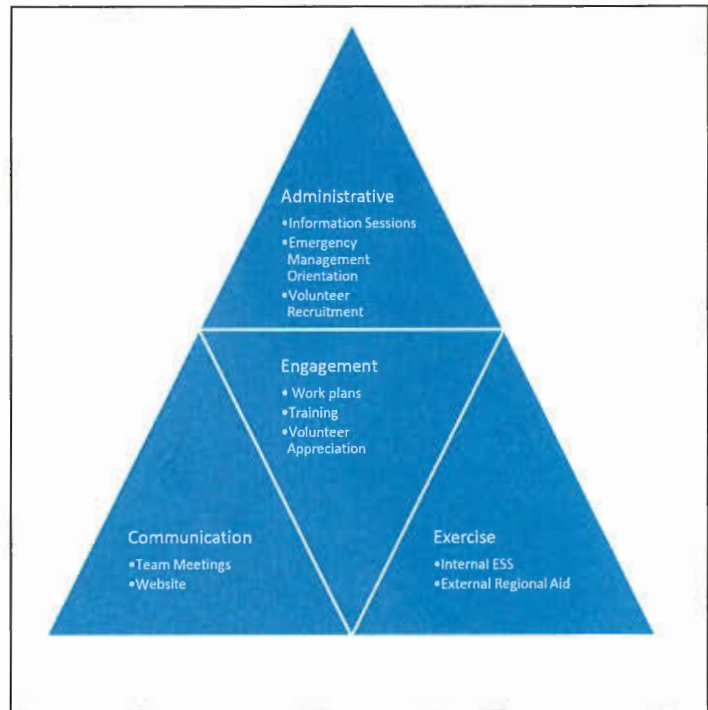 Administrative
•Information Sessions
•Emergency
Management
Orientation
•Volunteer
Recruitment
Engagement
• Work plans
•Training
•Volunteer
Appreciation
Communication
•Team Meetings
•Website
Exercise
•Internal ESS
•External Regional Aid